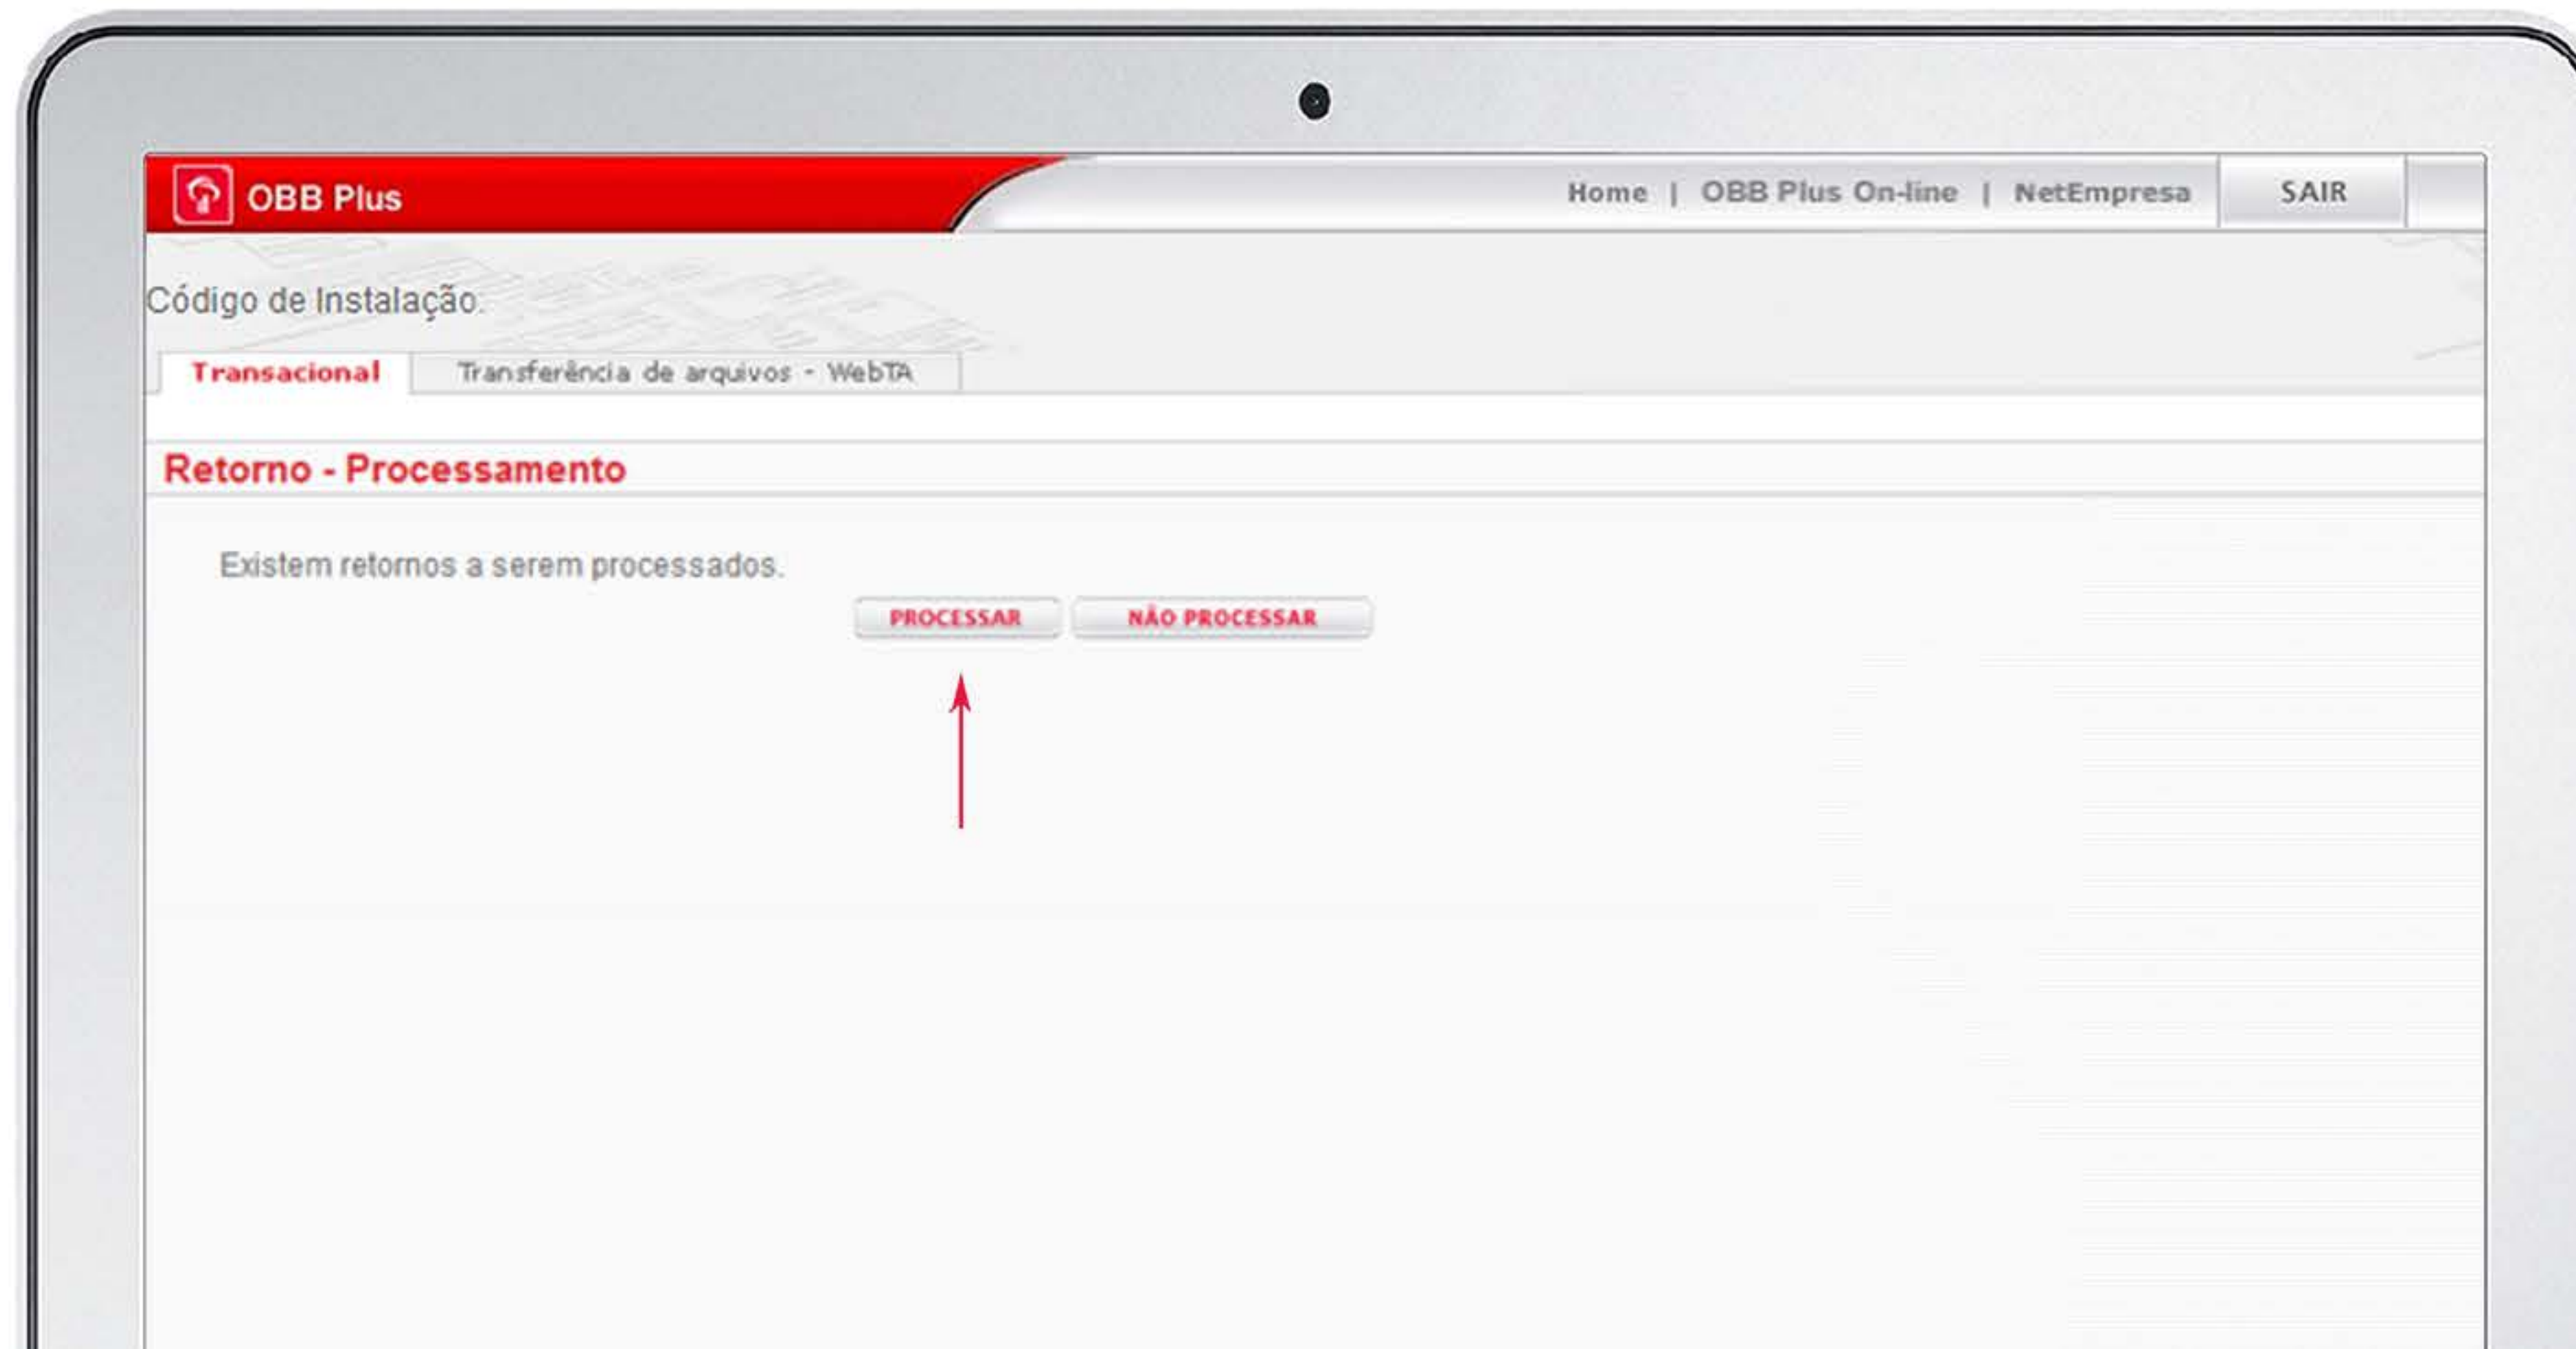 OBB Plus
Home | OBB Plus On-line | NetEmpresa SAIR
Código de Instalação:
Transacional Transferência de arquivos - WebTA
Retorno - Processamento
Existem retornos a serem processados.
PROCESSAR NÃO PROCESSAR